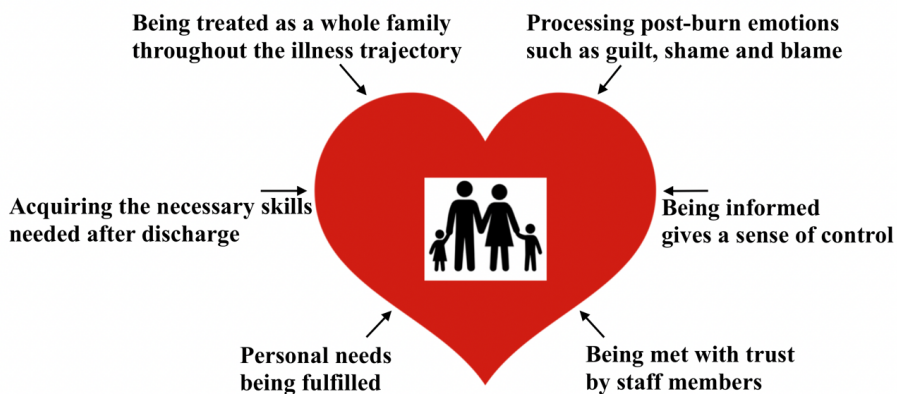 Being treated as a whole family
throughout the illness trajectory
Processing post-burn emotions
such as guilt, shame and blame
Acquiring the necessary skills
needed after discharge
Being informed
gives a sense of control
Personal needs
being fulfilled
Being met with trust
by staff members